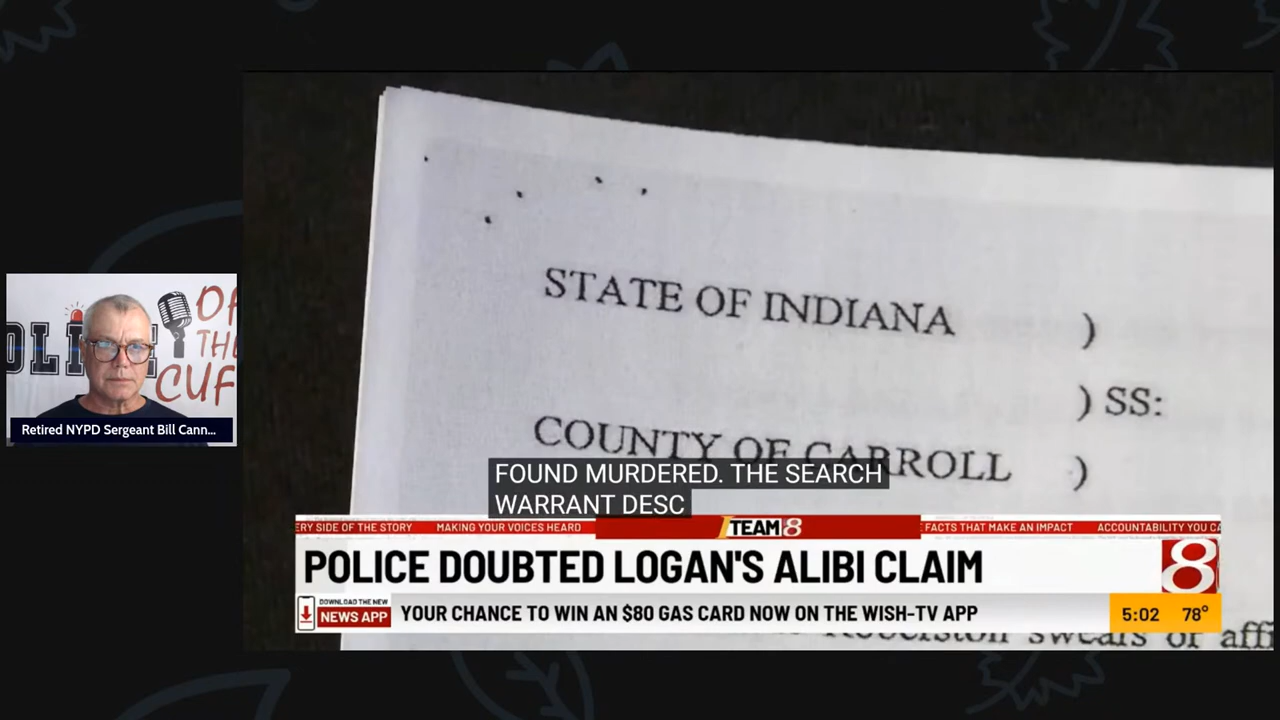 OF
THE
CUF
Retired NYPD Sergeant Bill Cann...
STATE OF INDIANA )
) SS:
COUNTY OF CARROLL )
FOUND MURDERED. THE SEARCH
WARRANT DESC
ERY SIDE OF THE STORY MAKING YOUR VOICES HEARD I TEAM 8 FACTS THAT MAKE AN IMPACT ACCOUNTABILITY YOU CA
POLICE DOUBTED LOGAN'S ALIBI CLAIM
8
DOWNLOAD THE NEW
NEWS APP
YOUR CHANCE TO WIN AN $80 GAS CARD NOW ON THE WISH-TV APP
5:02 78°
swears or affi